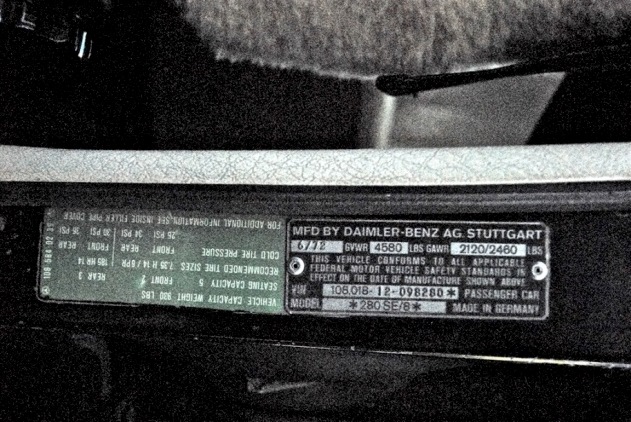 MFD BY DAIMLER-BENZ AG. STUTTGART
6/72 GVWR 4580 LBS GAWR 2120/2460 LBS
THIS VEHICLE CONFORMS TO ALL APPLICABLE
FEDERAL MOTOR VEHICLE SAFETY STANDARDS IN
EFFECT ON THE DATE OF MANUFACTURE SHOWN ABOVE
VIN 108.018-12-098280* PASSENGER CAR
MODEL *280 SE/8* MADE IN GERMANY
VEHICLE CAPACITY WEIGHT 930 LBS
SEATING CAPACITY 5 FRONT 2 REAR 3
RECOMMENDED TIRE SIZES 7.35 H 14 / 8 PR 185 HR 14
COLD TIRE PRESSURE FRONT REAR FRONT REAR
26 PSI 34 PSI 30 PSI 36 PSI
FOR ADDITIONAL INFORMATION, SEE INSIDE FILLER PIPE COVER